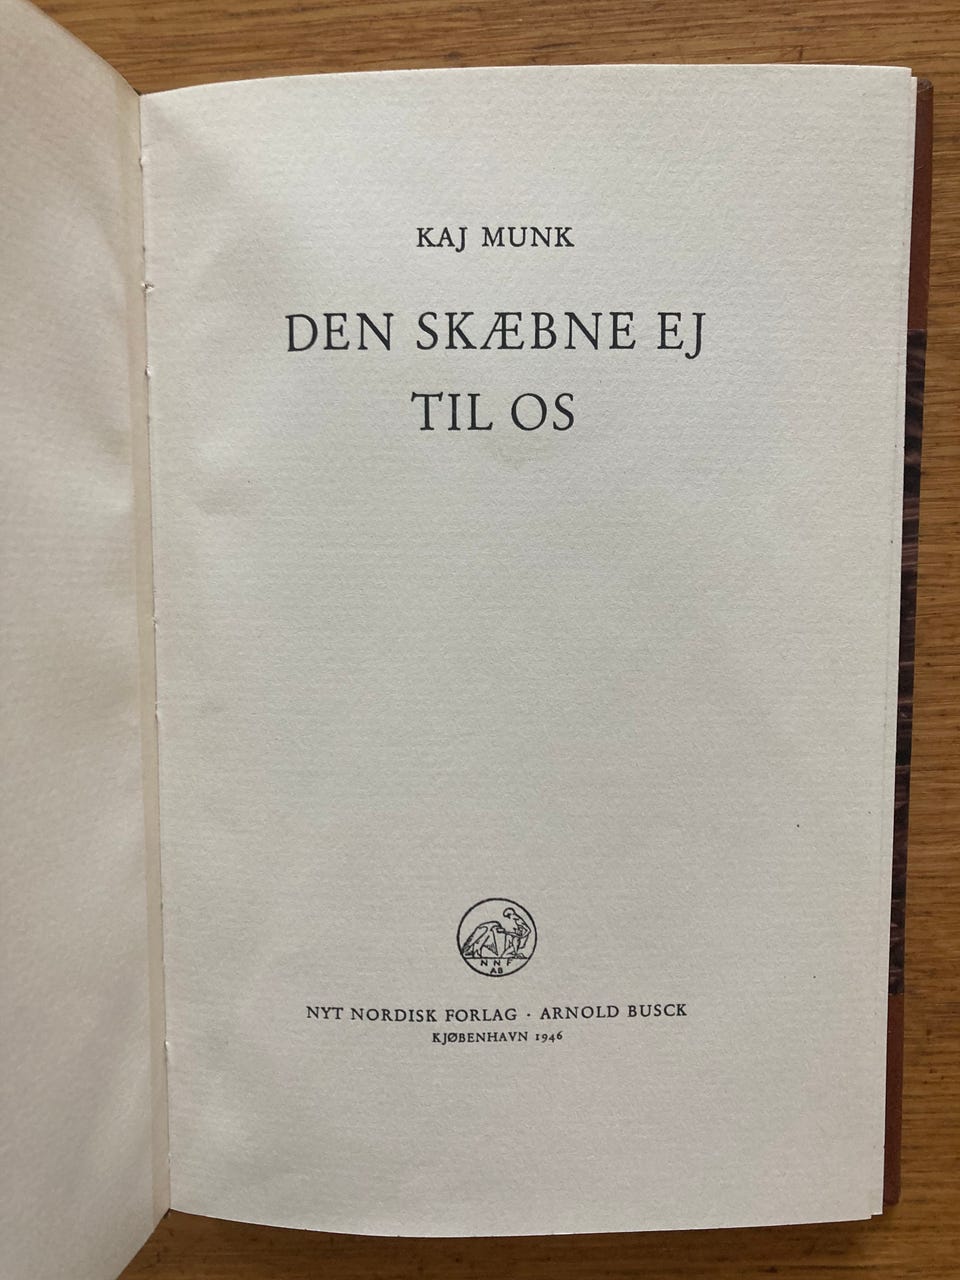 KAJ MUNK
DEN SKÆBNE EJ
TIL OS
NNF
AB
NYT NORDISK FORLAG · ARNOLD BUSCK
KJØBENHAVN 1946